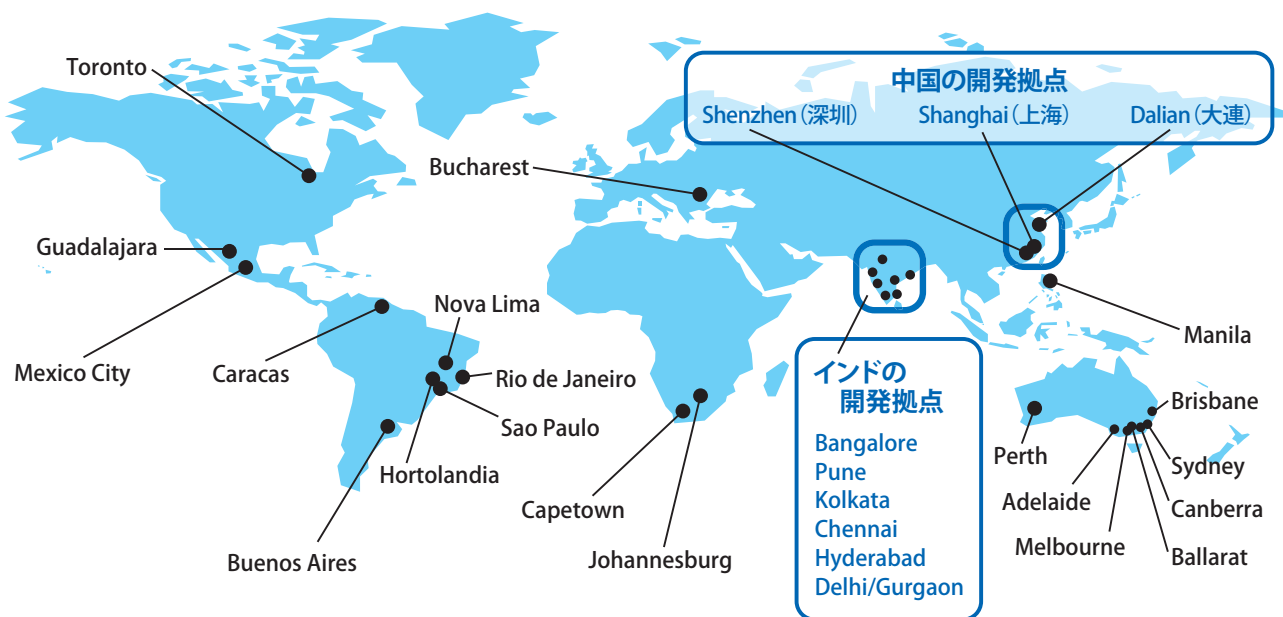 Toronto
中国の開発拠点
Shenzhen（深圳）
Shanghai（上海）
Dalian（大連）
Bucharest
Guadalajara
Nova Lima
Manila
Mexico City
Caracas
Rio de Janeiro
インドの
開発拠点
Brisbane
Sao Paulo
Bangalore
Perth
Sydney
Hortolandia
Pune
Kolkata
Adelaide
Canberra
Capetown
Chennai
Melbourne
Ballarat
Buenos Aires
Johannesburg
Hyderabad
Delhi/Gurgaon